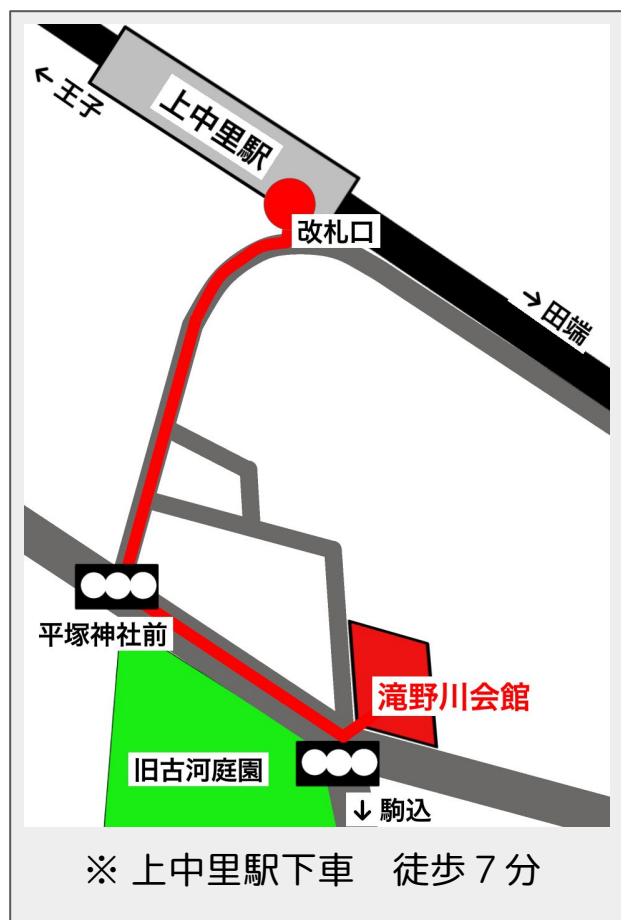 ← 王子
上中里駅
改札口
→ 田端
平塚神社前
滝野川会館
旧古河庭園
↓ 駒込
※ 上中里駅下車　徒歩７分